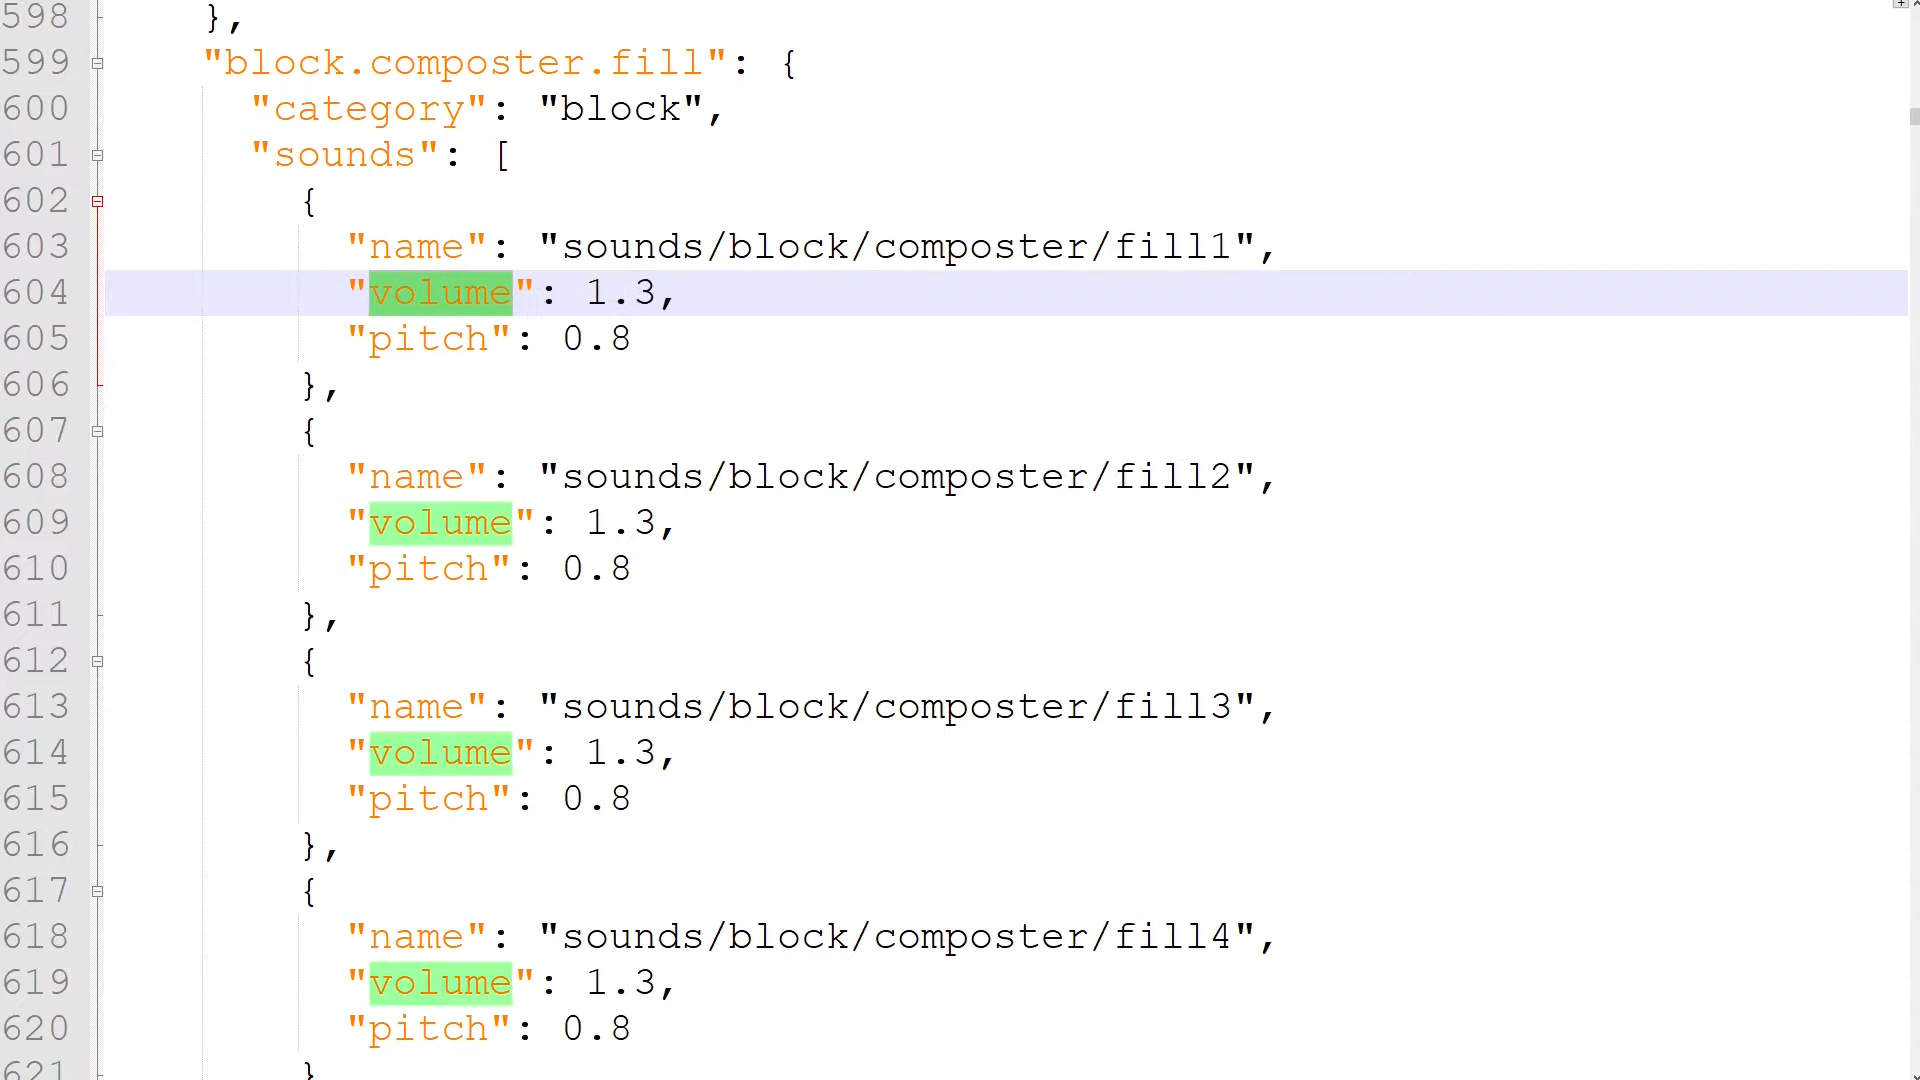 598 },
599 "block.composter.fill": {
600 "category": "block",
601 "sounds": [
602 {
603 "name": "sounds/block/composter/fill1",
604 "volume": 1.3,
605 "pitch": 0.8
606 },
607 {
608 "name": "sounds/block/composter/fill2",
609 "volume": 1.3,
610 "pitch": 0.8
611 },
612 {
613 "name": "sounds/block/composter/fill3",
614 "volume": 1.3,
615 "pitch": 0.8
616 },
617 {
618 "name": "sounds/block/composter/fill4",
619 "volume": 1.3,
620 "pitch": 0.8
621 }